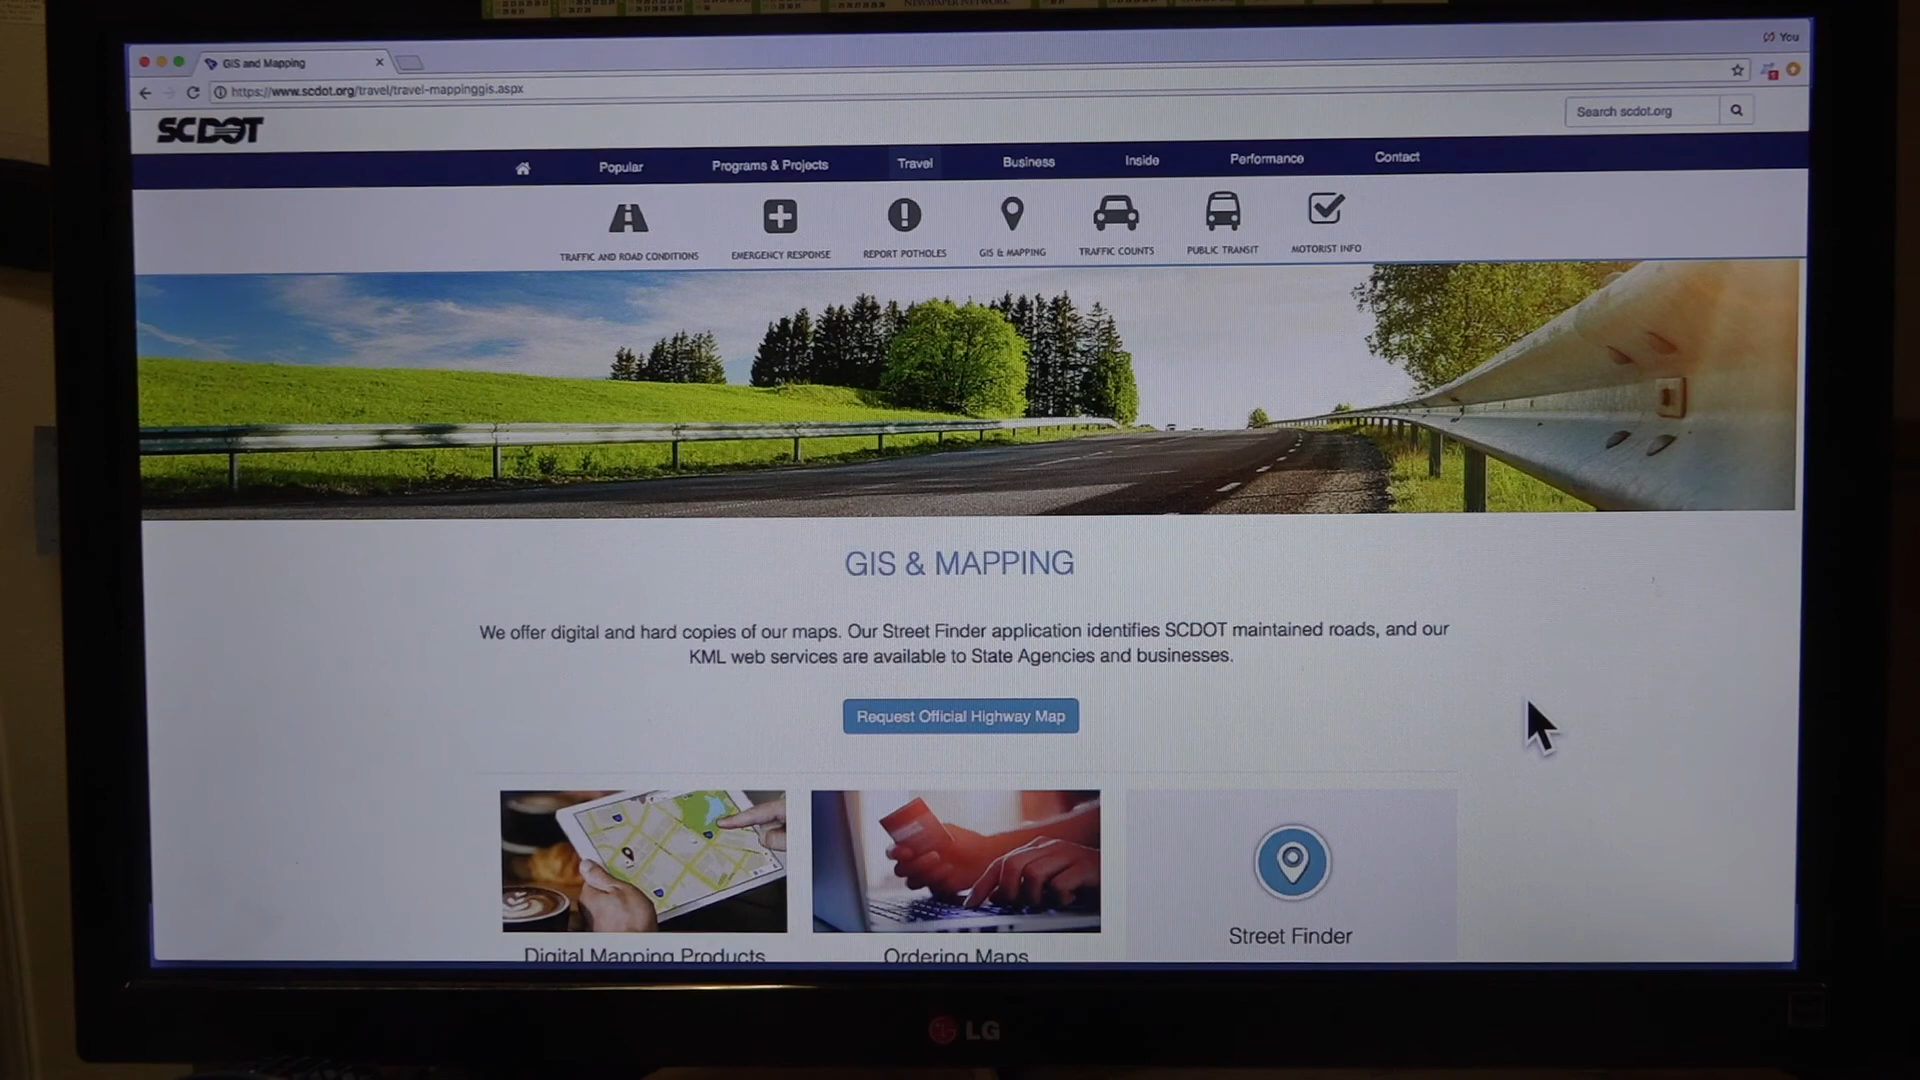 NEWSPAPER NETWORK
You
GIS and Mapping
https://www.scdot.org/travel/travel-mappinggis.aspx
SCDOT
Search scdot.org
Popular Programs & Projects Travel Business Inside Performance Contact
TRAFFIC AND ROAD CONDITIONS EMERGENCY RESPONSE REPORT POTHOLES GIS & MAPPING TRAFFIC COUNTS PUBLIC TRANSIT MOTORIST INFO
GIS & MAPPING
We offer digital and hard copies of our maps. Our Street Finder application identifies SCDOT maintained roads, and our
KML web services are available to State Agencies and businesses.
Request Official Highway Map
Street Finder
Digital Mapping Products Ordering Maps
LG